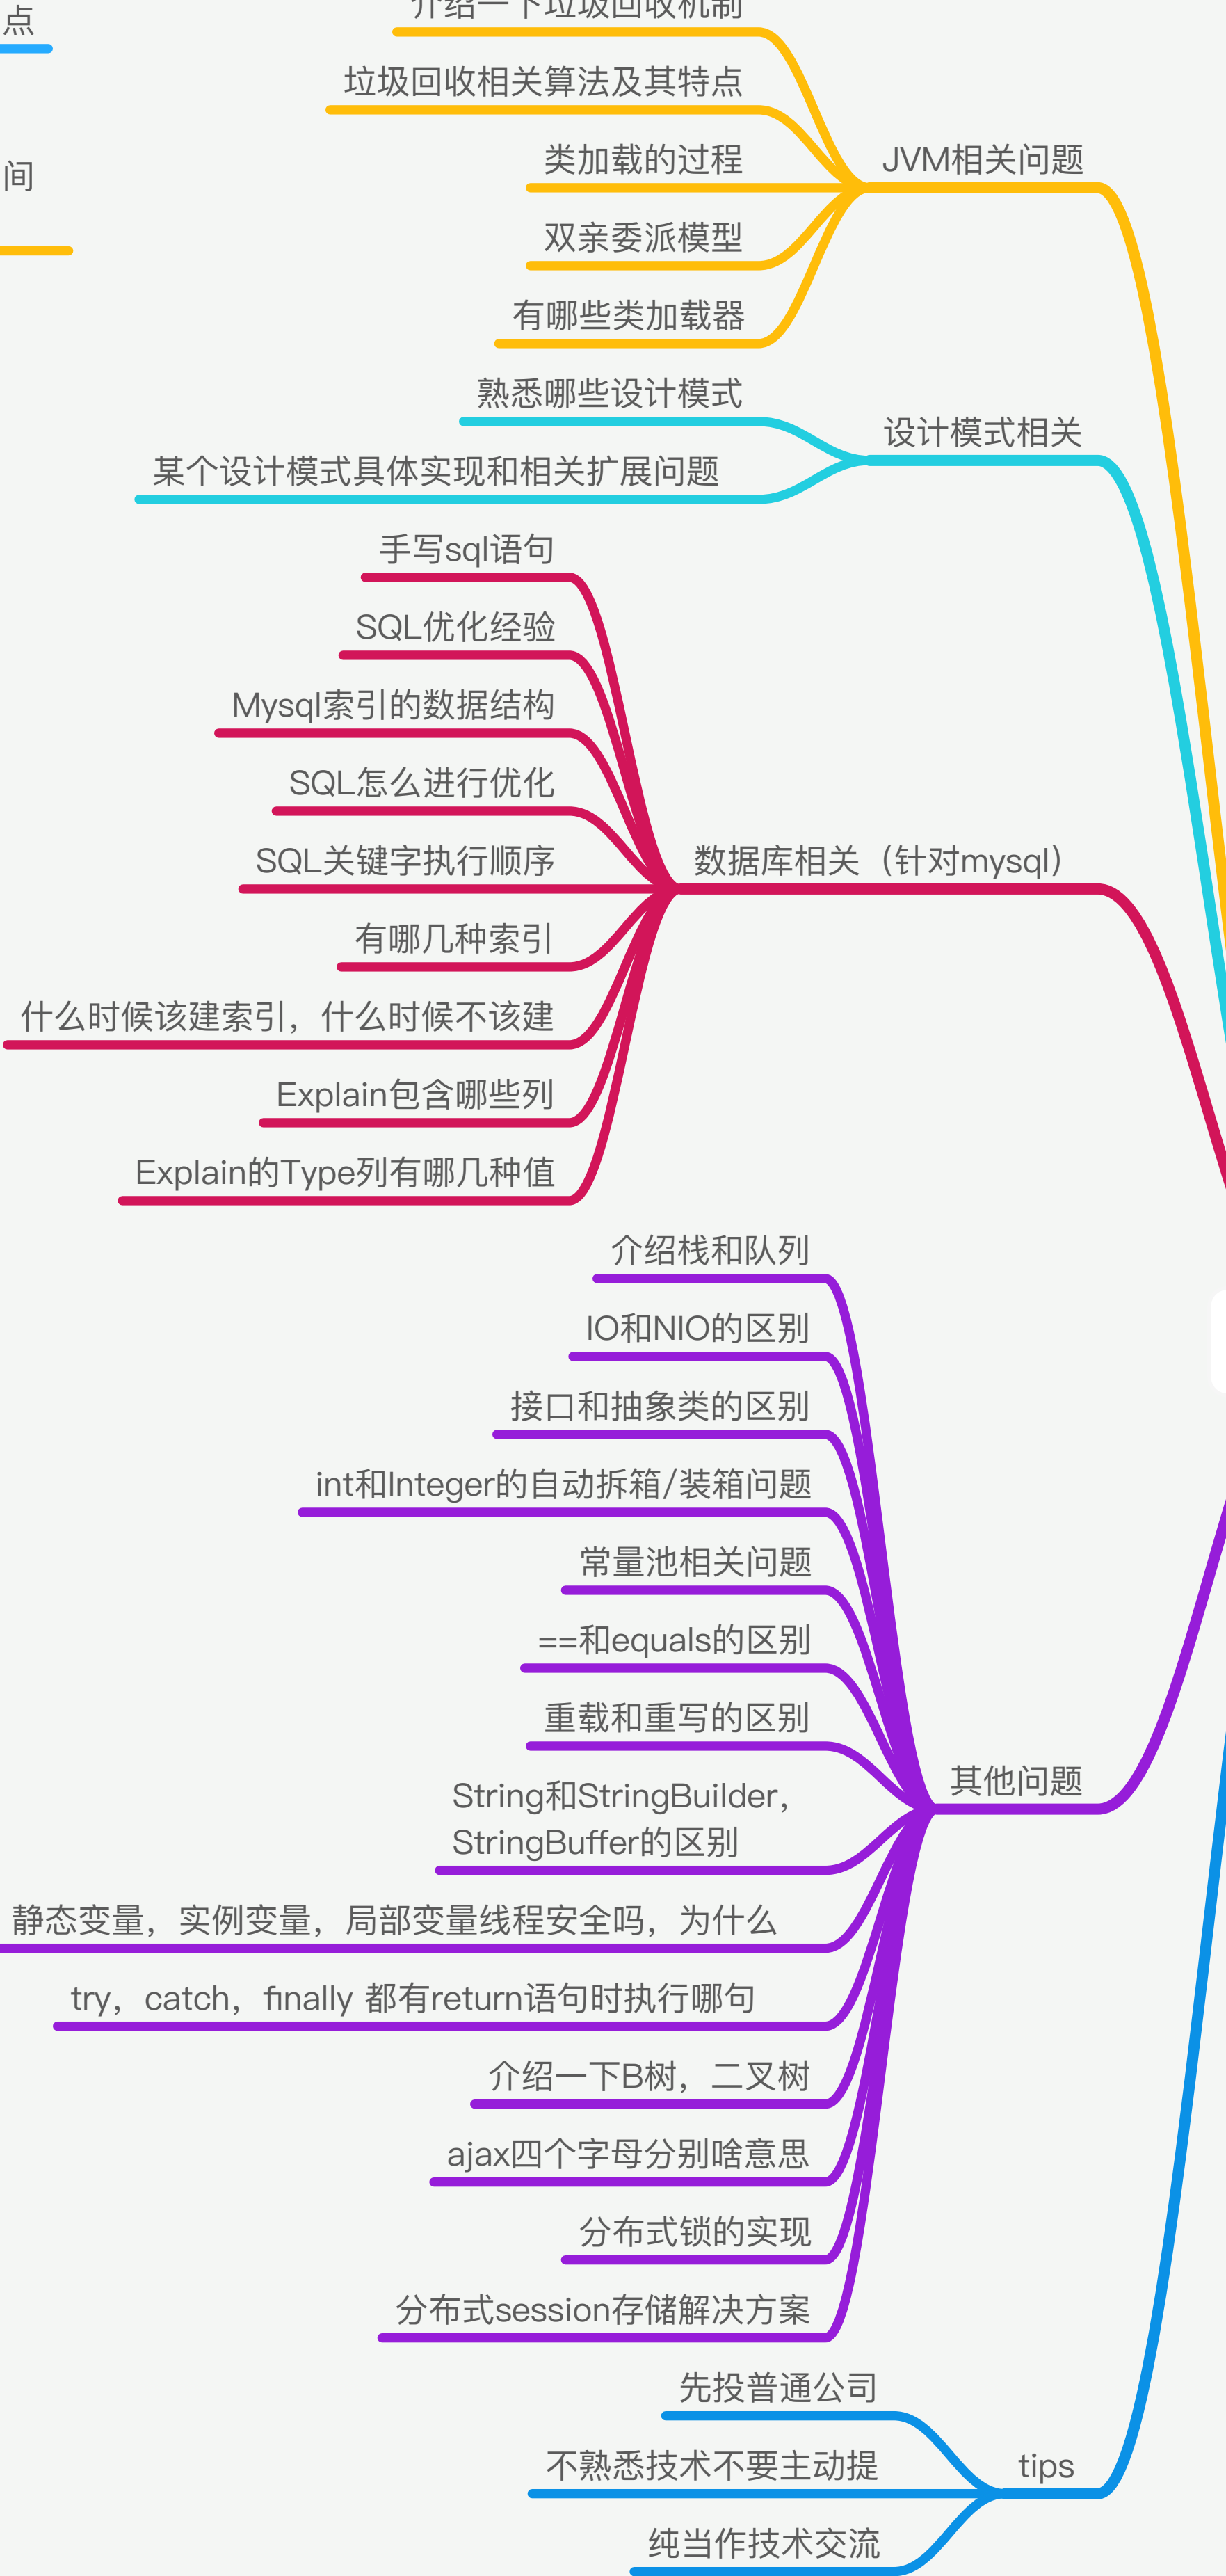 点
间
介绍一下垃圾回收机制
垃圾回收相关算法及其特点
类加载的过程
双亲委派模型
有哪些类加载器
JVM相关问题
熟悉哪些设计模式
某个设计模式具体实现和相关扩展问题
设计模式相关
手写sql语句
SQL优化经验
Mysql索引的数据结构
SQL怎么进行优化
SQL关键字执行顺序
有哪几种索引
什么时候该建索引，什么时候不该建
Explain包含哪些列
Explain的Type列有哪几种值
数据库相关（针对mysql）
介绍栈和队列
IO和NIO的区别
接口和抽象类的区别
int和Integer的自动拆箱/装箱问题
常量池相关问题
==和equals的区别
重载和重写的区别
String和StringBuilder，
StringBuffer的区别
静态变量，实例变量，局部变量线程安全吗，为什么
try，catch，finally 都有return语句时执行哪句
介绍一下B树，二叉树
ajax四个字母分别啥意思
分布式锁的实现
分布式session存储解决方案
其他问题
先投普通公司
不熟悉技术不要主动提
纯当作技术交流
tips